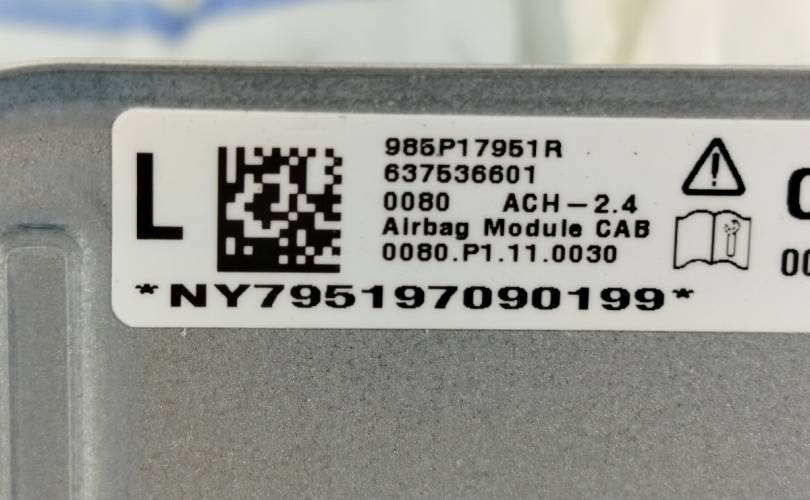 L
985P17951R
637536601
0080 ACH-2.4
Airbag Module CAB
0080.P1.11.0030
*NY795197090199*